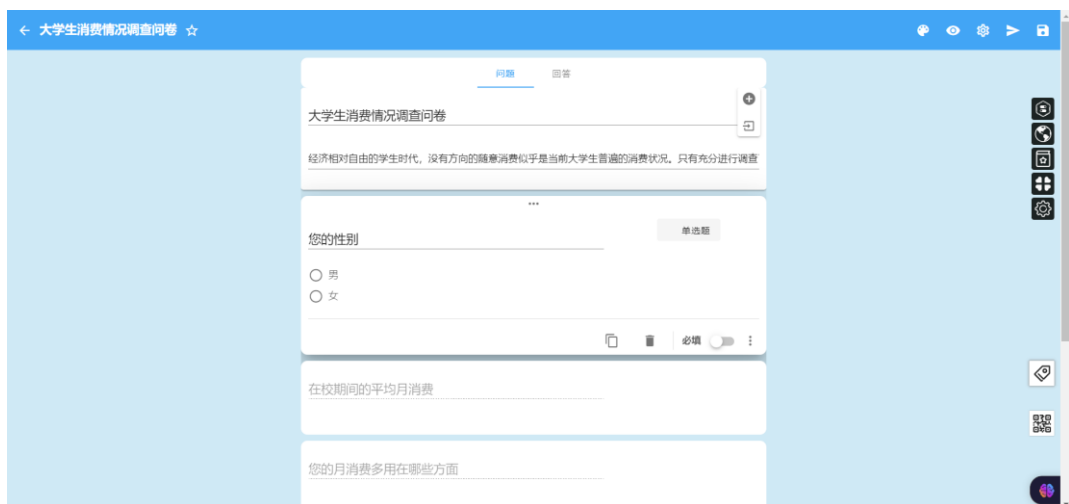 大学生消费情况调查问卷
问题 回答
大学生消费情况调查问卷
经济相对自由的学生时代，没有方向的随意消费似乎是当前大学生普遍的消费状况。只有充分进行调查
您的性别
单选题
男
女
必填
在校期间的平均月消费
您的月消费多用在哪些方面